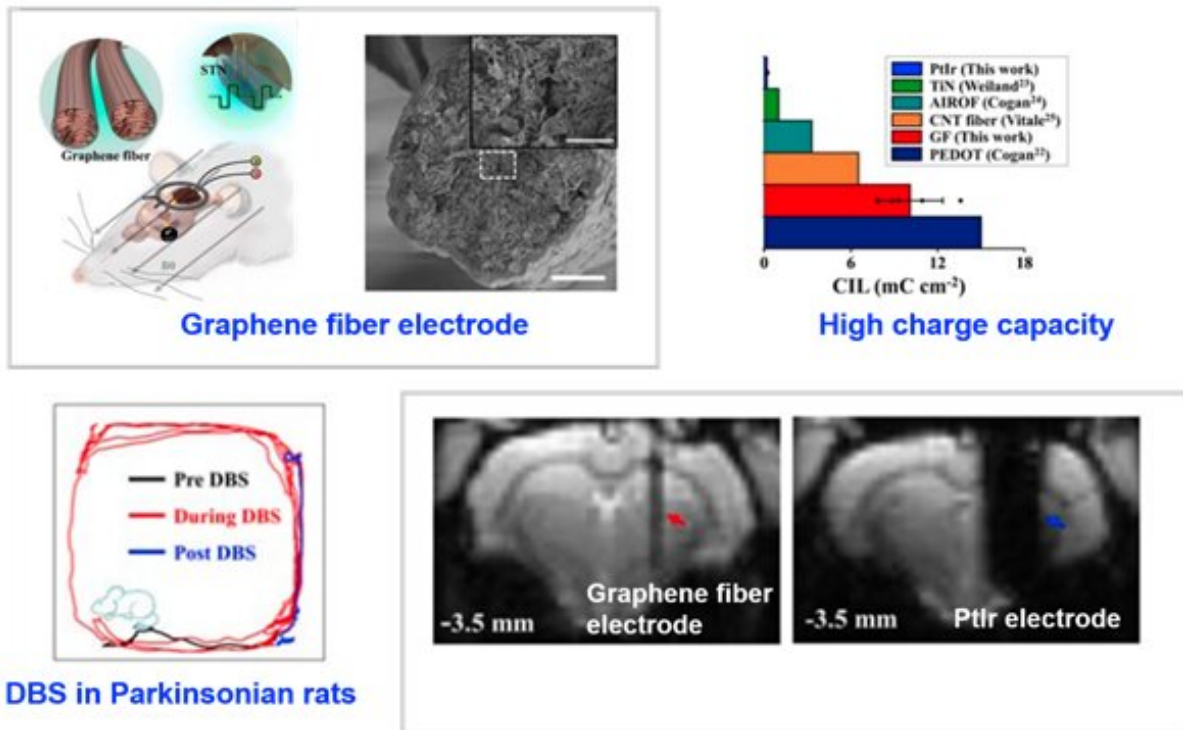 STN
Graphene fiber
B0
Graphene fiber electrode
PtIr (This work)
TiN (Weiland²³)
AIROF (Cogan²⁴)
CNT fiber (Vitale²⁵)
GF (This work)
PEDOT (Cogan²²)
0 6 12 18
CIL (mC cm⁻²)
High charge capacity
Pre DBS
During DBS
Post DBS
DBS in Parkinsonian rats
Graphene fiber
electrode
-3.5 mm
PtIr electrode
-3.5 mm